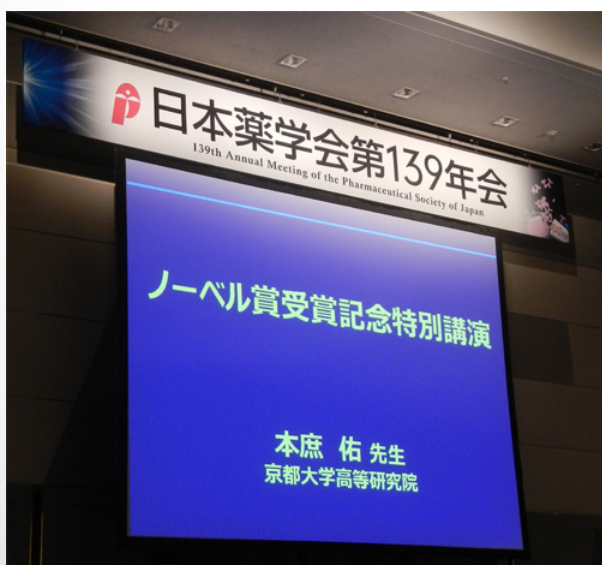 日本薬学会第139年会
139th Annual Meeting of the Pharmaceutical Society of Japan
ノーベル賞受賞記念特別講演
本庶 佑 先生
京都大学高等研究院